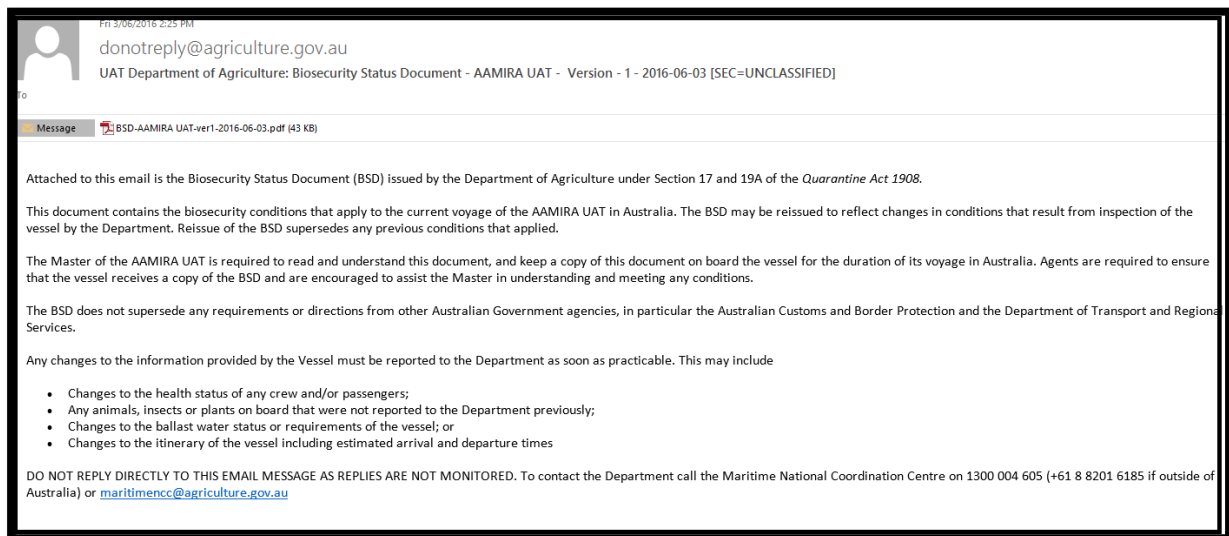 Fri 3/06/2016 2:25 PM
donotreply@agriculture.gov.au
UAT Department of Agriculture: Biosecurity Status Document - AAMIRA UAT - Version - 1 - 2016-06-03 [SEC=UNCLASSIFIED]
To
Message BSD-AAMIRA UAT-ver1-2016-06-03.pdf (43 KB)
Attached to this email is the Biosecurity Status Document (BSD) issued by the Department of Agriculture under Section 17 and 19A of the Quarantine Act 1908.
This document contains the biosecurity conditions that apply to the current voyage of the AAMIRA UAT in Australia. The BSD may be reissued to reflect changes in conditions that result from inspection of the
vessel by the Department. Reissue of the BSD supersedes any previous conditions that applied.
The Master of the AAMIRA UAT is required to read and understand this document, and keep a copy of this document on board the vessel for the duration of its voyage in Australia. Agents are required to ensure
that the vessel receives a copy of the BSD and are encouraged to assist the Master in understanding and meeting any conditions.
The BSD does not supersede any requirements or directions from other Australian Government agencies, in particular the Australian Customs and Border Protection and the Department of Transport and Regional
Services.
Any changes to the information provided by the Vessel must be reported to the Department as soon as practicable. This may include
• Changes to the health status of any crew and/or passengers;
• Any animals, insects or plants on board that were not reported to the Department previously;
• Changes to the ballast water status or requirements of the vessel; or
• Changes to the itinerary of the vessel including estimated arrival and departure times
DO NOT REPLY DIRECTLY TO THIS EMAIL MESSAGE AS REPLIES ARE NOT MONITORED. To contact the Department call the Maritime National Coordination Centre on 1300 004 605 (+61 8 8201 6185 if outside of
Australia) or maritimencc@agriculture.gov.au